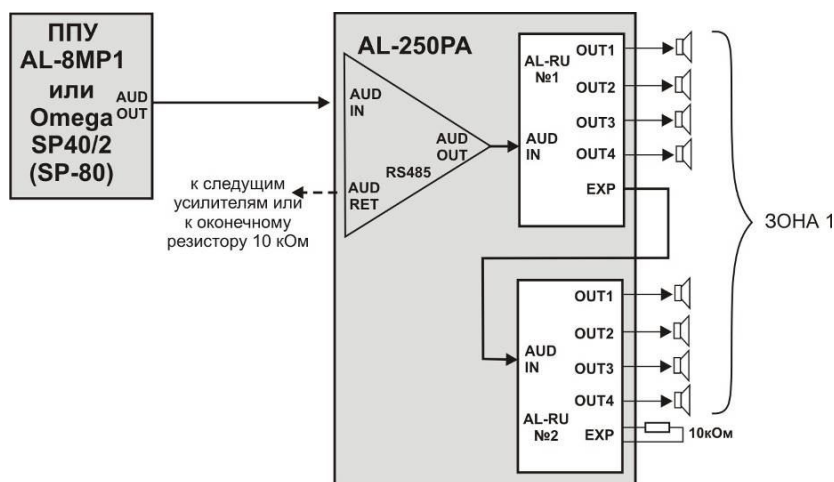 ППУ
AL-8MP1
или
Omega
SP40/2
(SP-80)
AUD
OUT
к следущим
усилителям или
к оконечному
резистору 10 кОм
AL-250PA
AUD
IN
AUD
OUT
RS485
AUD
RET
AL-RU
№1
AUD
IN
OUT1
OUT2
OUT3
OUT4
EXP
AUD
IN
AL-RU
№2
OUT1
OUT2
OUT3
OUT4
EXP
10кОм
ЗОНА 1